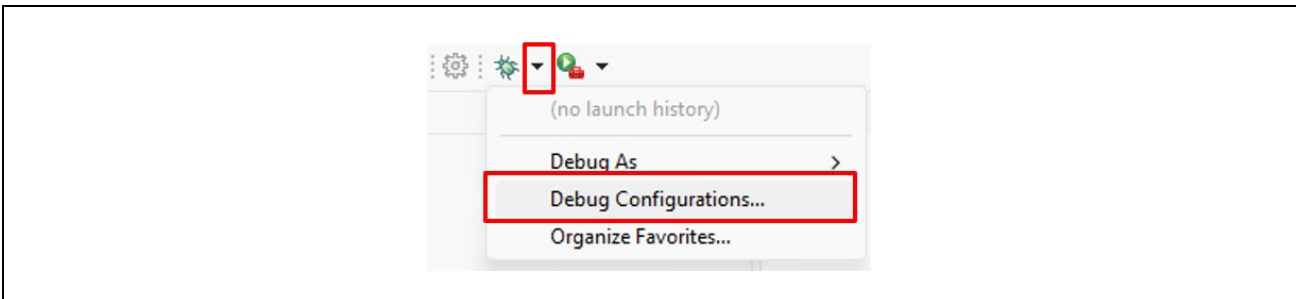 (no launch history)
Debug As
Debug Configurations...
Organize Favorites...